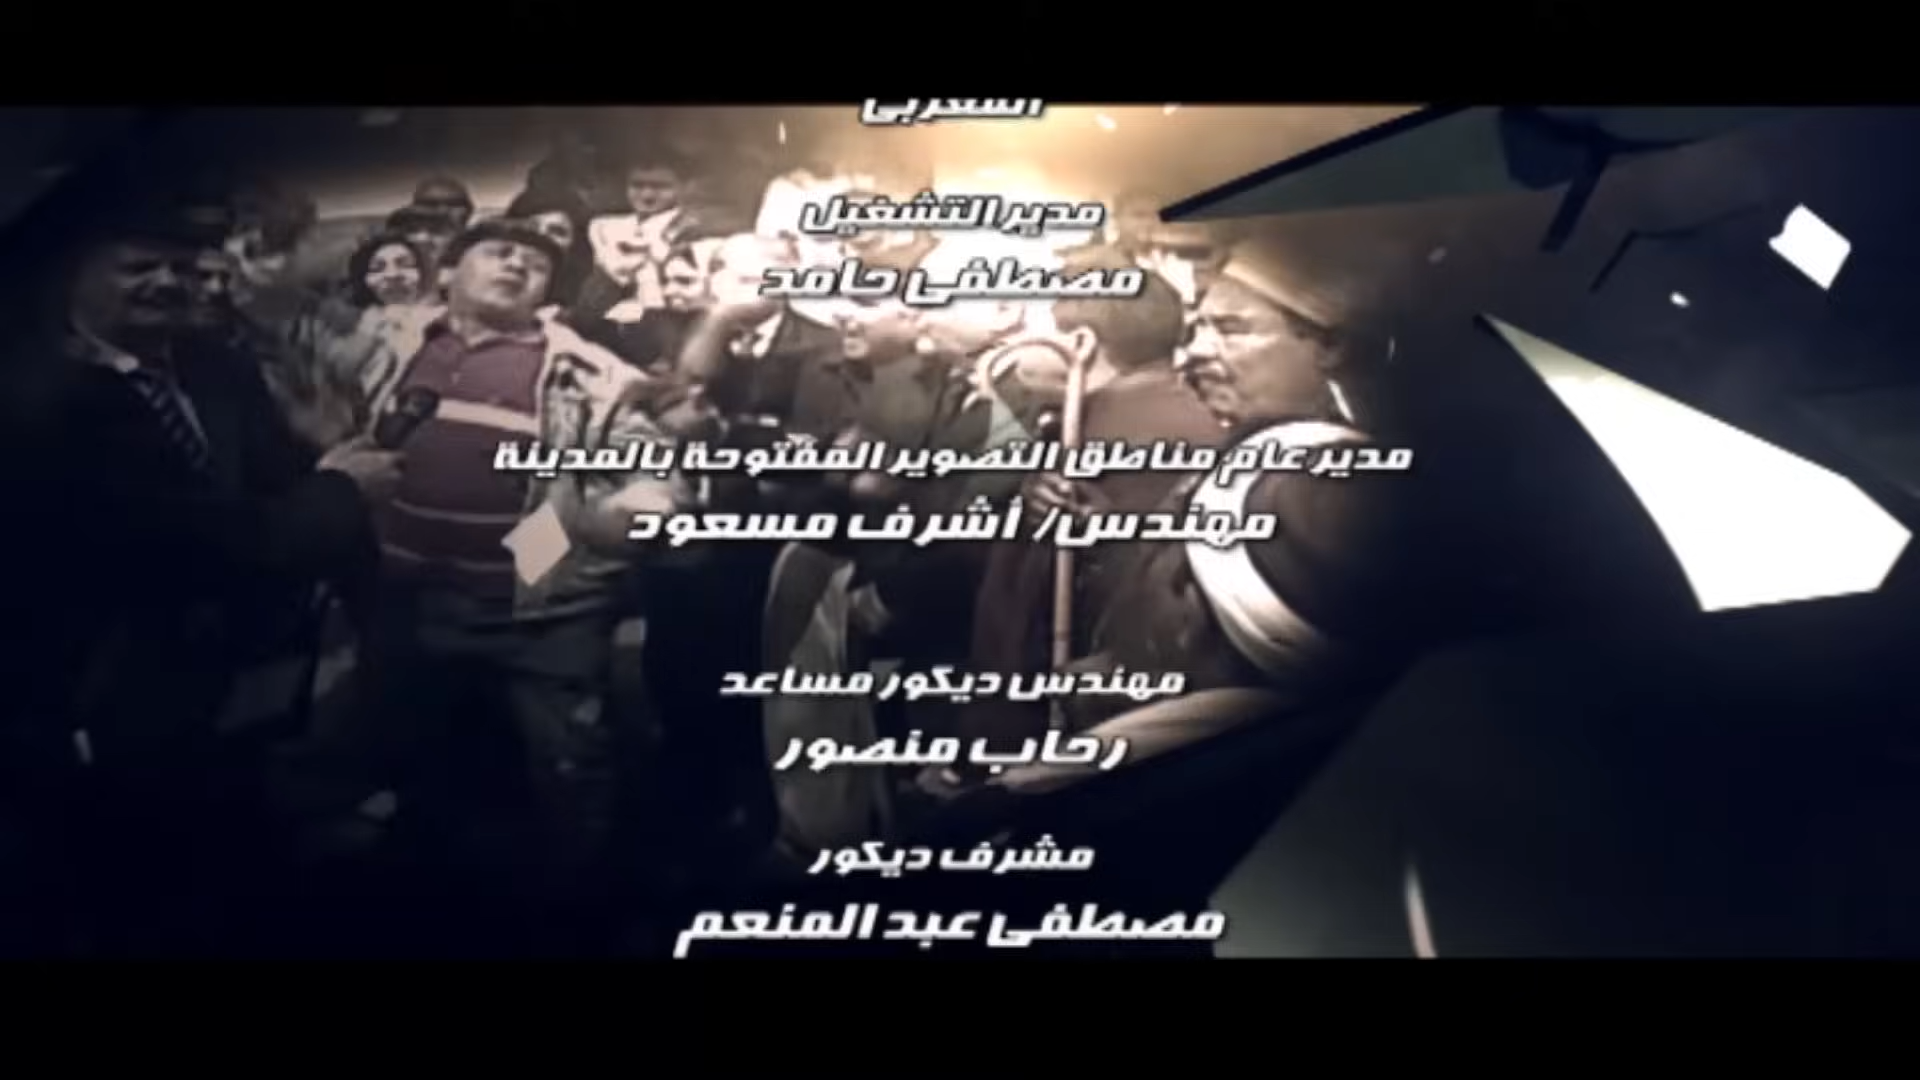 مدير التشغيل
مصطفى حامد
مدير عام مناطق التصوير المفتوحة بالمدينة
مهندس/ أشرف مسعود
مهندس ديكور مساعد
رحاب منصور
مشرف ديكور
مصطفى عبد المنعم